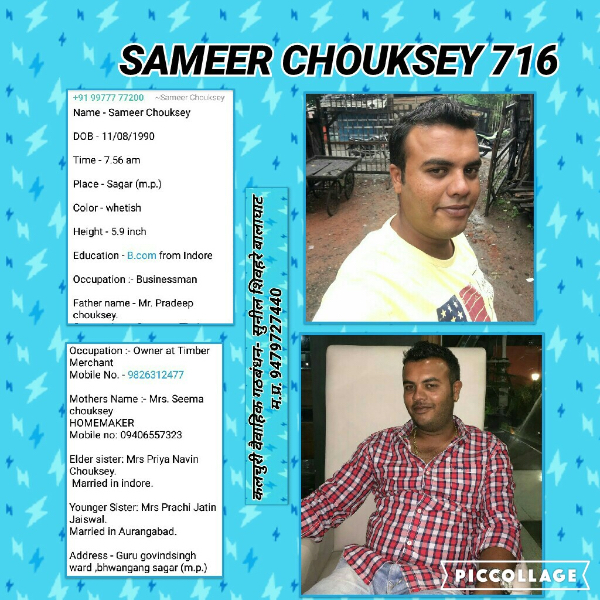 SAMEER CHOUKSEY 716
+91 99777 77200 ~Sameer Chouksey
Name - Sameer Chouksey
DOB - 11/08/1990
Time - 7.56 am
Place - Sagar (m.p.)
Color - whetish
Height - 5.9 inch
Education - B.com from Indore
Occupation :- Businessman
Father name - Mr. Pradeep
chouksey.
Occupation :- Owner at Timber
Merchant
Mobile No. - 9826312477
Mothers Name :- Mrs. Seema
chouksey
HOMEMAKER
Mobile no: 09406557323
Elder sister: Mrs Priya Navin
Chouksey.
Married in indore.
Younger Sister: Mrs Prachi Jatin
Jaiswal.
Married in Aurangabad.
Address - Guru govindsingh
ward ,bhwangang sagar (m.p.)
कलचुरी वैवाहिक गठबंधन- सुनील शिवहरे बालाघाट
म.प्र. 9479727440
PICCOLLAGE